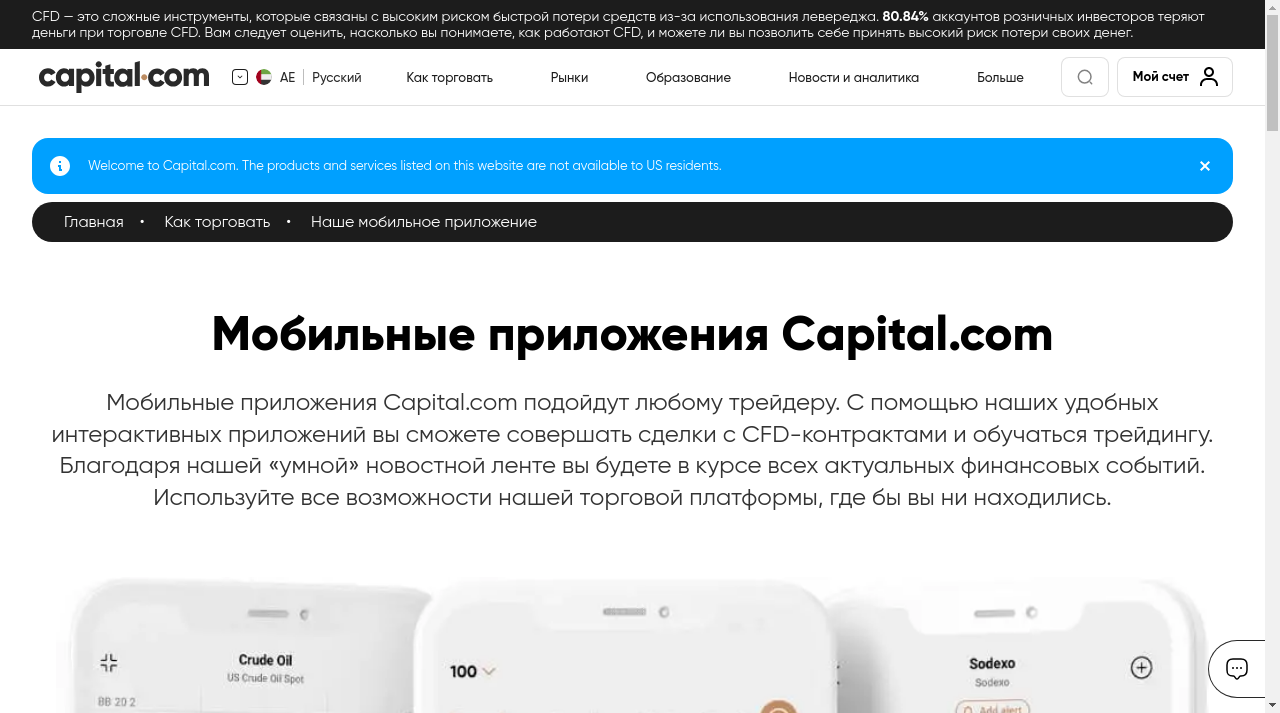 CFD — это сложные инструменты, которые связаны с высоким риском быстрой потери средств из-за использования левереджа. 80.84% аккаунтов розничных инвесторов теряют
деньги при торговле CFD. Вам следует оценить, насколько вы понимаете, как работают CFD, и можете ли вы позволить себе принять высокий риск потери своих денег.
capital.com AE Русский Как торговать Рынки Образование Новости и аналитика Больше Мой счет
Welcome to Capital.com. The products and services listed on this website are not available to US residents.
Главная • Как торговать • Наше мобильное приложение
Мобильные приложения Capital.com
Мобильные приложения Capital.com подойдут любому трейдеру. С помощью наших удобных
интерактивных приложений вы сможете совершать сделки с CFD-контрактами и обучаться трейдингу.
Благодаря нашей «умной» новостной ленте вы будете в курсе всех актуальных финансовых событий.
Используйте все возможности нашей торговой платформы, где бы вы ни находились.
Crude Oil
US Crude Oil Spot
BB 20 2
100
Sodexo
Sodexo
Add alert